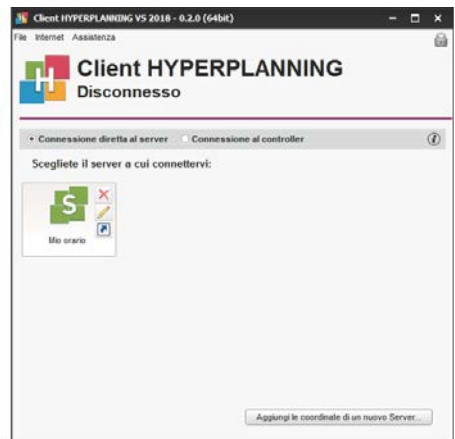 Client HYPERPLANNING VS 2018 - 0.2.0 (64bit)
File Internet Assistenza
H
Client HYPERPLANNING
Disconnesso
Connessione diretta al server Connessione al controller
Scegliete il server a cui connettervi:
S
Mio orario
Aggiungi le coordinate di un nuovo Server...